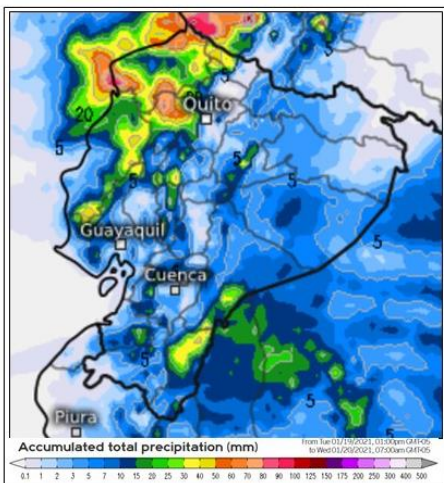 5
20
Quito
5
5
5
5
Guayaquil
Cuenca
5
5
5
Piura
Accumulated total precipitation (mm)
From Tue 01/19/2021, 01:00pm GMT-05
to Wed 01/20/2021, 07:00am GMT-05
0.1 1 2 3 5 7 10 15 20 25 30 40 50 60 70 80 90 100 125 150 175 200 250 300 400 500